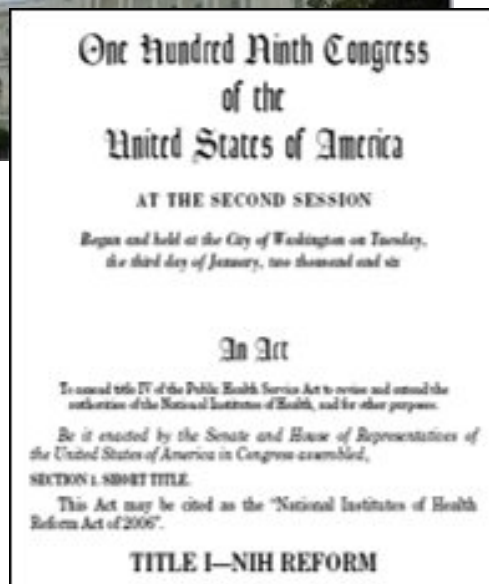 One Hundred Ninth Congress
of the
United States of America
AT THE SECOND SESSION
Began and held at the City of Washington on Tuesday,
the third day of January, two thousand and six
An Act
To amend title IV of the Public Health Service Act to revise and extend the
authorities of the National Institutes of Health, and for other purposes.
Be it enacted by the Senate and House of Representatives of
the United States of America in Congress assembled,
SECTION 1. SHORT TITLE.
This Act may be cited as the “National Institutes of Health
Reform Act of 2006”.
TITLE I—NIH REFORM